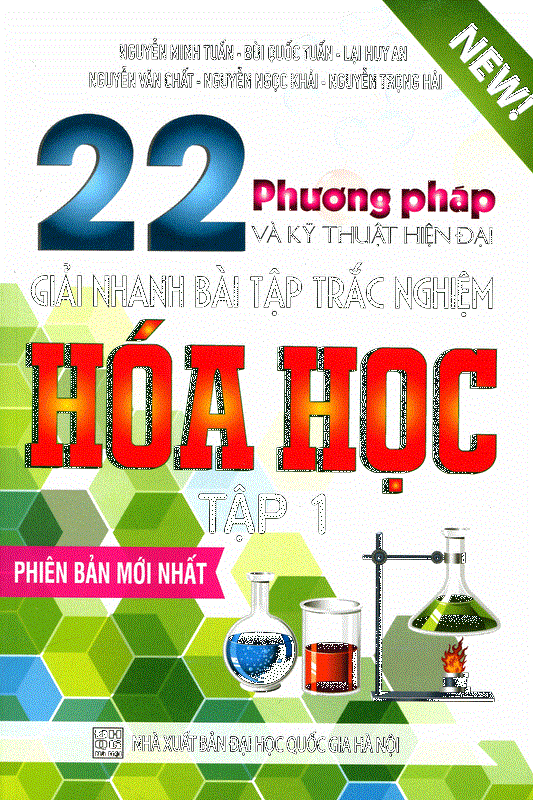 NGUYỄN MINH TUẤN - BÙI QUỐC TUẤN - LẠI HUY AN
NGUYỄN VĂN CHẤT - NGUYỄN NGỌC KHẢI - NGUYỄN TRỌNG HẢI
NEW!
22 Phương pháp
VÀ KỸ THUẬT HIỆN ĐẠI
GIẢI NHANH BÀI TẬP TRẮC NGHIỆM
HÓA HỌC
TẬP 1
PHIÊN BẢN MỚI NHẤT
NHÀ XUẤT BẢN ĐẠI HỌC QUỐC GIA HÀ NỘI